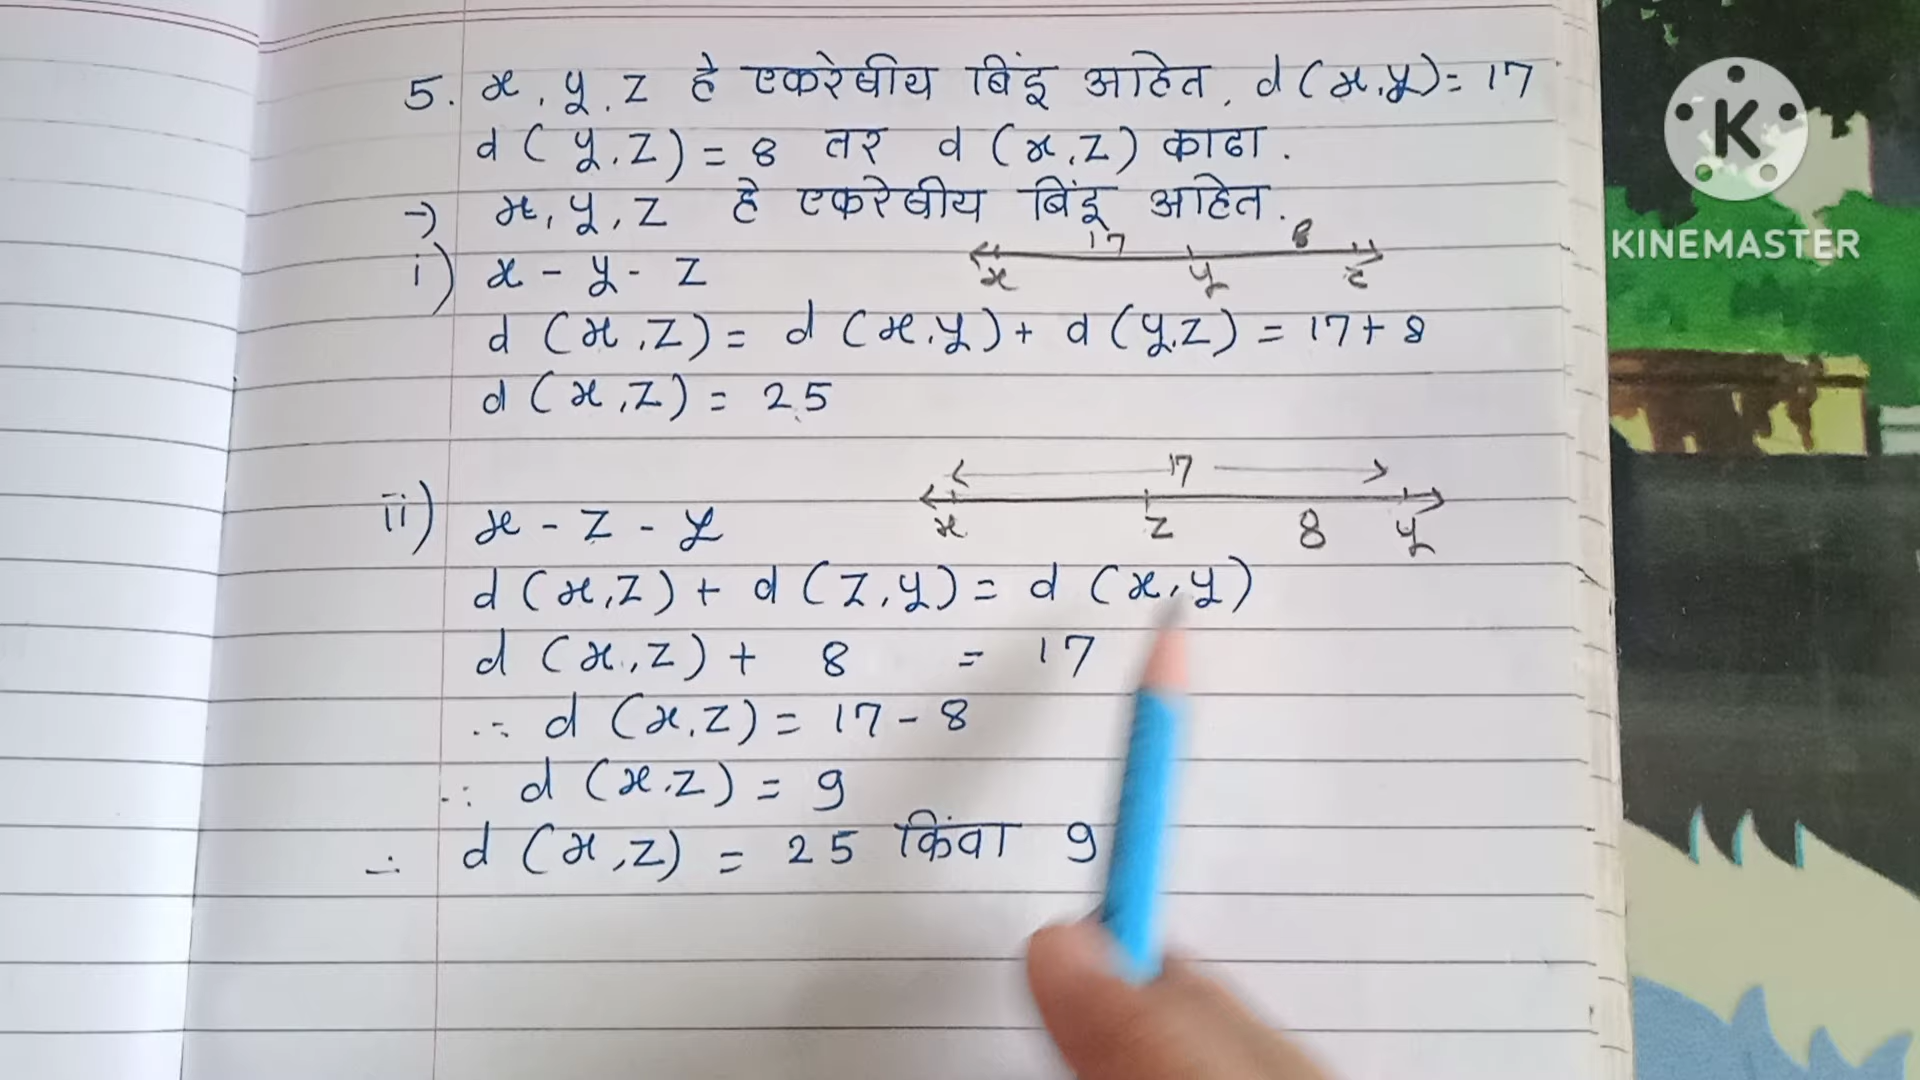 5. x, y, z हे एकरेषीय बिंदू आहेत. d(x,y)=17
d(y,z)=8 तर d(x,z) काढा.
→ x, y, z हे एकरेषीय बिंदू आहेत.
17 8
i) x - y - z x y z
d(x,z)= d(x,y)+ d(y,z)=17+8
d(x,z)= 25
17
ii) x - z - y x z 8 y
d(x,z)+ d(z,y)= d(x,y)
d(x,z)+ 8 = 17
∴ d(x,z)=17-8
∴ d(x,z)= 9
∴ d(x,z) = 25 किंवा 9
K
KINEMASTER